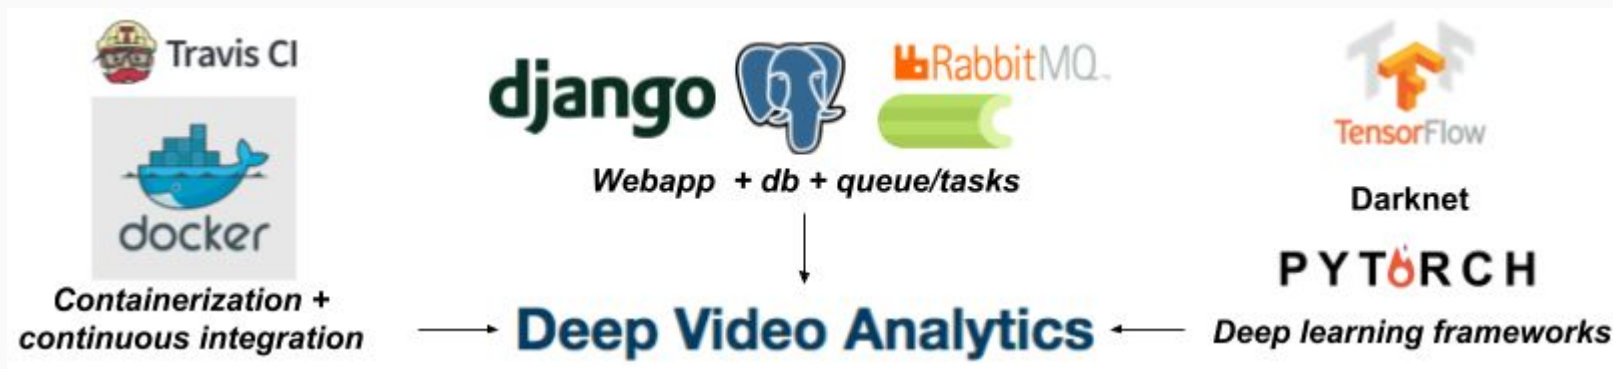 Travis CI
docker
Containerization +
continuous integration
django
RabbitMQ
Webapp + db + queue/tasks
Deep Video Analytics
TensorFlow
Darknet
PYTORCH
Deep learning frameworks